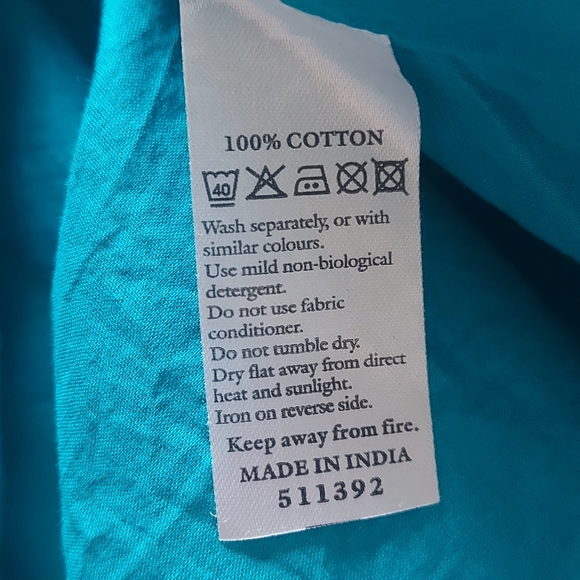 100% COTTON
40
Wash separately, or with
similar colours.
Use mild non-biological
detergent.
Do not use fabric
conditioner.
Do not tumble dry.
Dry flat away from direct
heat and sunlight.
Iron on reverse side.
Keep away from fire.
MADE IN INDIA
511392